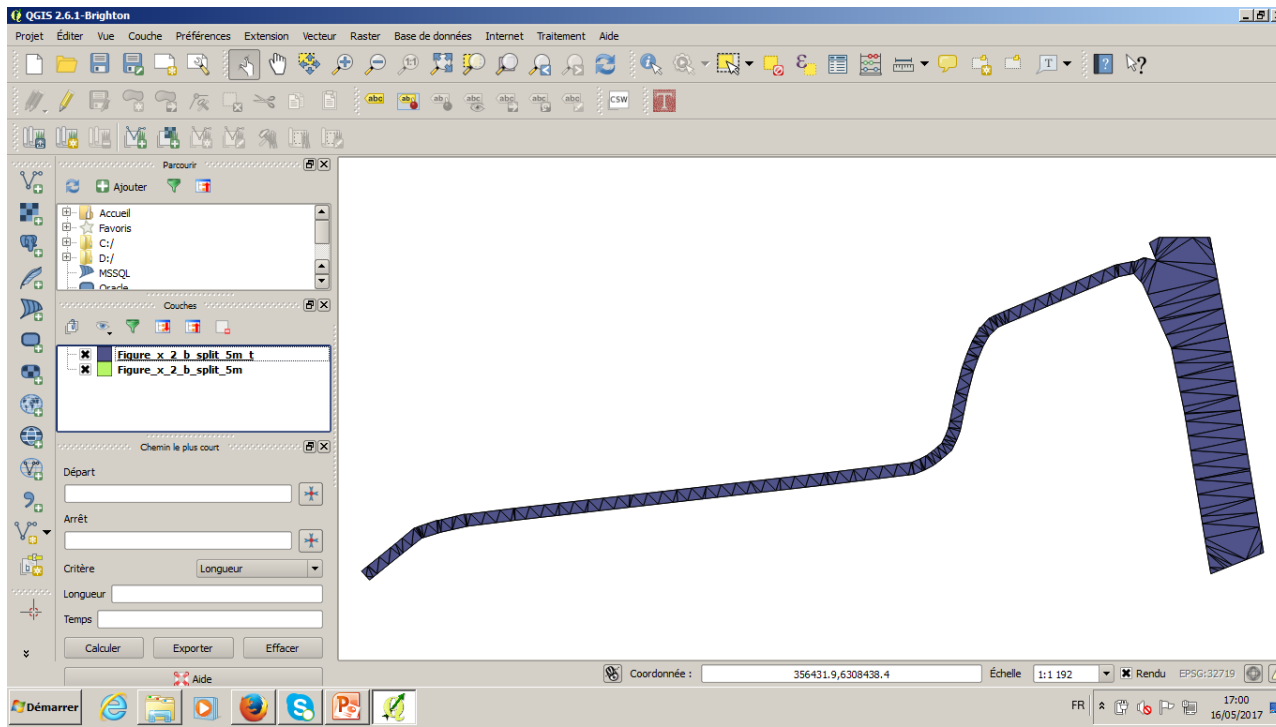 QGIS 2.6.1-Brighton
Projet Éditer Vue Couche Préférences Extension Vecteur Raster Base de données Internet Traitement Aide
abc
CSW
T
Parcourir
Ajouter
Accueil
Favoris
C:/
D:/
MSSQL
Oracle
Couches
Figure_x_2_b_split_5m_t
Figure_x_2_b_split_5m
Chemin le plus court
Départ
Arrêt
Critère Longueur
Longueur
Temps
Calculer Exporter Effacer
Aide
Coordonnée : 356431.9,6308438.4 Échelle 1:1 192 Rendu EPSG:32719
Démarrer FR 17:00
16/05/2017